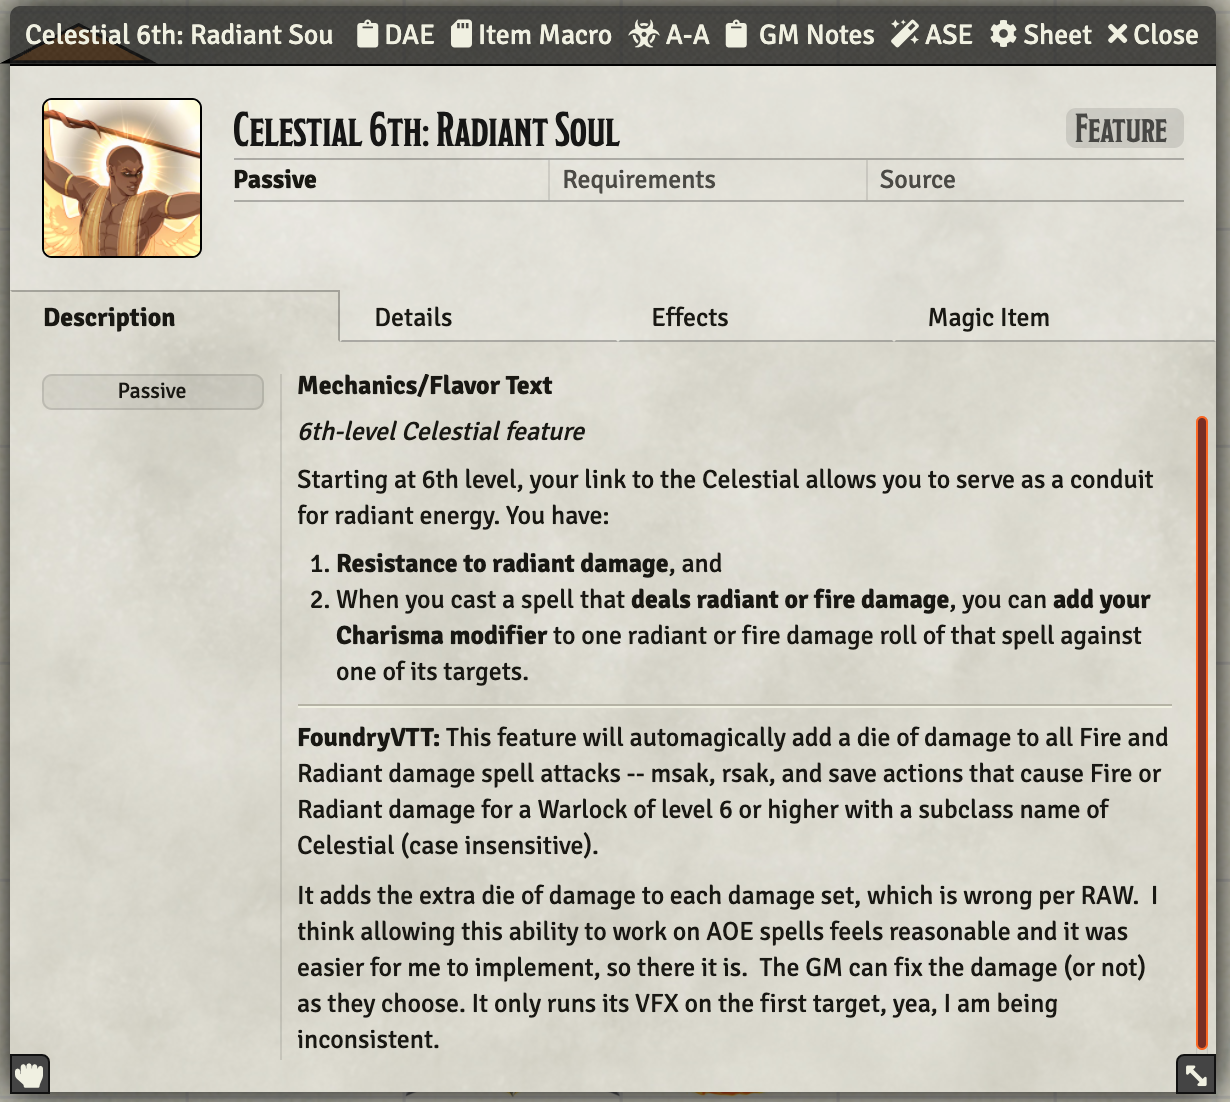 Celestial 6th: Radiant Sou DAE Item Macro A-A GM Notes ASE Sheet Close
Celestial 6th: Radiant Soul
Feature
Passive Requirements Source
Description Details Effects Magic Item
Passive
Mechanics/Flavor Text
6th-level Celestial feature
Starting at 6th level, your link to the Celestial allows you to serve as a conduit
for radiant energy. You have:
1. Resistance to radiant damage, and
2. When you cast a spell that deals radiant or fire damage, you can add your
Charisma modifier to one radiant or fire damage roll of that spell against
one of its targets.
FoundryVTT: This feature will automagically add a die of damage to all Fire and
Radiant damage spell attacks -- msak, rsak, and save actions that cause Fire or
Radiant damage for a Warlock of level 6 or higher with a subclass name of
Celestial (case insensitive).
It adds the extra die of damage to each damage set, which is wrong per RAW.  I
think allowing this ability to work on AOE spells feels reasonable and it was
easier for me to implement, so there it is.  The GM can fix the damage (or not)
as they choose. It only runs its VFX on the first target, yea, I am being
inconsistent.